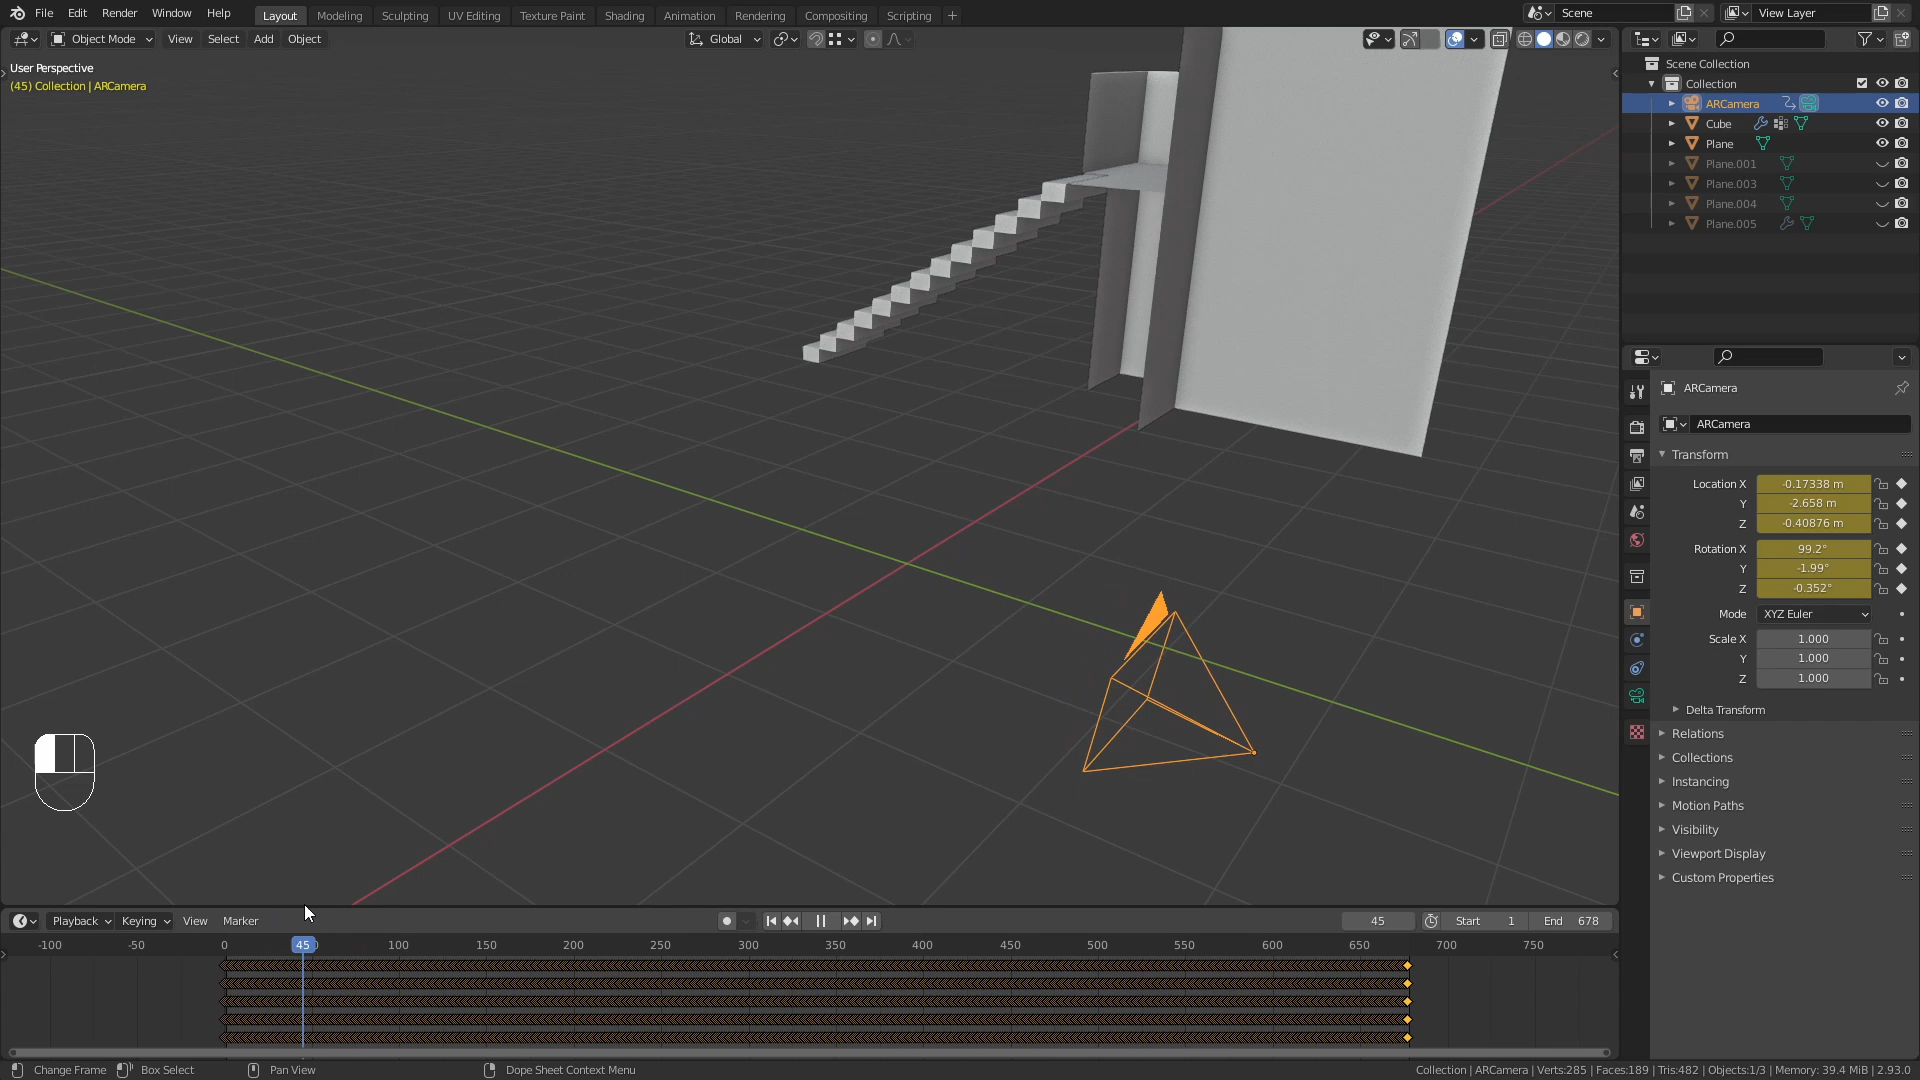 File Edit Render Window Help Layout Modeling Sculpting UV Editing Texture Paint Shading Animation Rendering Compositing Scripting + Scene View Layer
Object Mode View Select Add Object Global
User Perspective
(45) Collection | ARCamera
Scene Collection
Collection
ARCamera
Cube
Plane
Plane.001
Plane.003
Plane.004
Plane.005
ARCamera
ARCamera
Transform
Location X -0.17338 m
Y -2.658 m
Z -0.40876 m
Rotation X 99.2°
Y -1.99°
Z -0.352°
Mode XYZ Euler
Scale X 1.000
Y 1.000
Z 1.000
Delta Transform
Relations
Collections
Instancing
Motion Paths
Visibility
Viewport Display
Custom Properties
Playback Keying View Marker 45 Start 1 End 678
-100 -50 0 45 100 150 200 250 300 350 400 450 500 550 600 650 700 750
Change Frame Box Select Pan View Dope Sheet Context Menu Collection | ARCamera | Verts:285 | Faces:189 | Tris:482 | Objects:1/3 | Memory: 39.4 MiB | 2.93.0